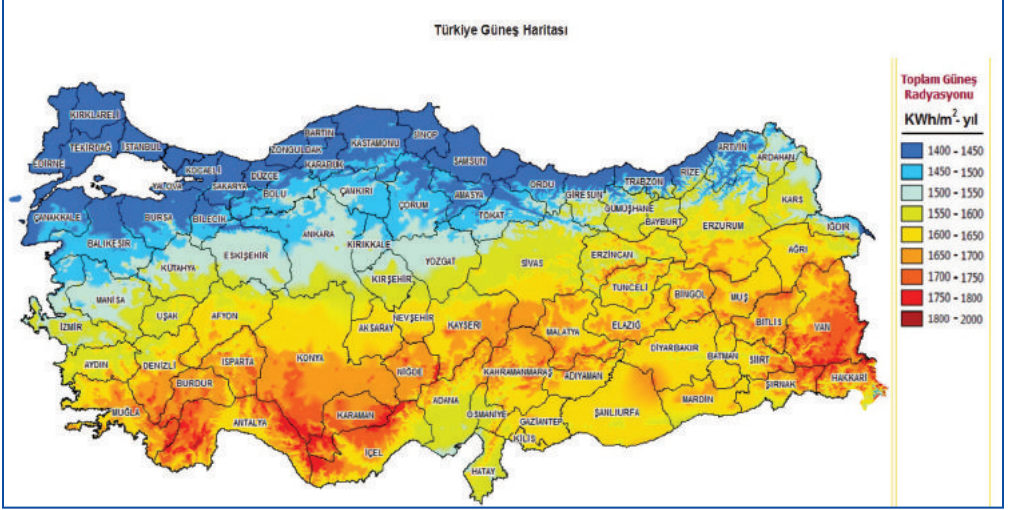 Türkiye Güneş Haritası
Toplam Güneş
Radyasyonu
KWh/m²- yıl
1400 - 1450
1450 - 1500
1500 - 1550
1550 - 1600
1600 - 1650
1650 - 1700
1700 - 1750
1750 - 1800
1800 - 2000
KIRKLARELİ
TEKİRDAĞ
İSTANBUL
EDİRNE
KOCAELİ
YALOVA
SAKARYA
DÜZCE
ZONGULDAK
BARTIN
KARABÜK
KASTAMONU
SİNOP
SAMSUN
ORDU
GİRESUN
TRABZON
RİZE
ARTVİN
ARDAHAN
KARS
IĞDIR
ÇANAKKALE
BURSA
BİLECİK
BOLU
ÇANKIRI
ÇORUM
AMASYA
TOKAT
GÜMÜŞHANE
BAYBURT
ERZURUM
AĞRI
BALIKESİR
KÜTAHYA
ESKİŞEHİR
ANKARA
KIRIKKALE
YOZGAT
KIRŞEHİR
SİVAS
ERZİNCAN
TUNCELİ
BİNGÖL
MUŞ
BİTLİS
VAN
MANİSA
İZMİR
UŞAK
AFYON
AKSARAY
NEVŞEHİR
KAYSERİ
MALATYA
ELAZIĞ
DİYARBAKIR
BATMAN
SİİRT
ŞIRNAK
HAKKARİ
AYDIN
DENİZLİ
ISPARTA
BURDUR
KONYA
NİĞDE
KAHRAMANMARAŞ
ADIYAMAN
MARDİN
ŞANLIURFA
MUĞLA
ANTALYA
KARAMAN
İÇEL
ADANA
OSMANİYE
GAZİANTEP
KİLİS
HATAY